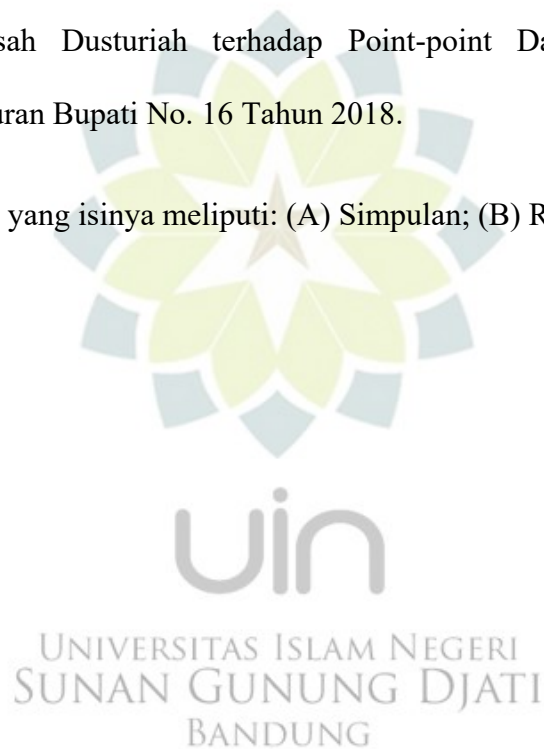 sah Dusturiah terhadap Point-point Da
uran Bupati No. 16 Tahun 2018.
yang isinya meliputi: (A) Simpulan; (B) R
uin
UNIVERSITAS ISLAM NEGERI
SUNAN GUNUNG DJATI
BANDUNG